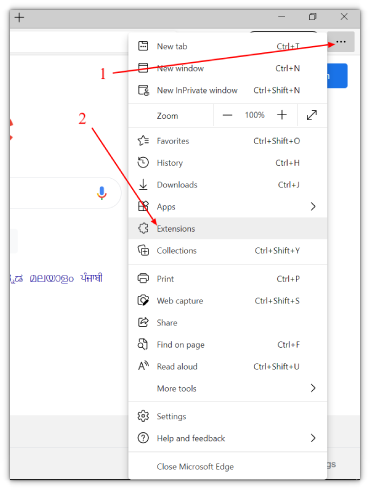 1
New tab Ctrl+T
New window Ctrl+N
New InPrivate window Ctrl+Shift+N
2
Zoom 100%
Favorites Ctrl+Shift+O
History Ctrl+H
Downloads Ctrl+J
Apps
Extensions
Collections Ctrl+Shift+Y
മലയാളം ਪੰਜਾਬੀ
Print Ctrl+P
Web capture Ctrl+Shift+S
Share
Find on page Ctrl+F
Read aloud Ctrl+Shift+U
More tools
Settings
Help and feedback
Close Microsoft Edge